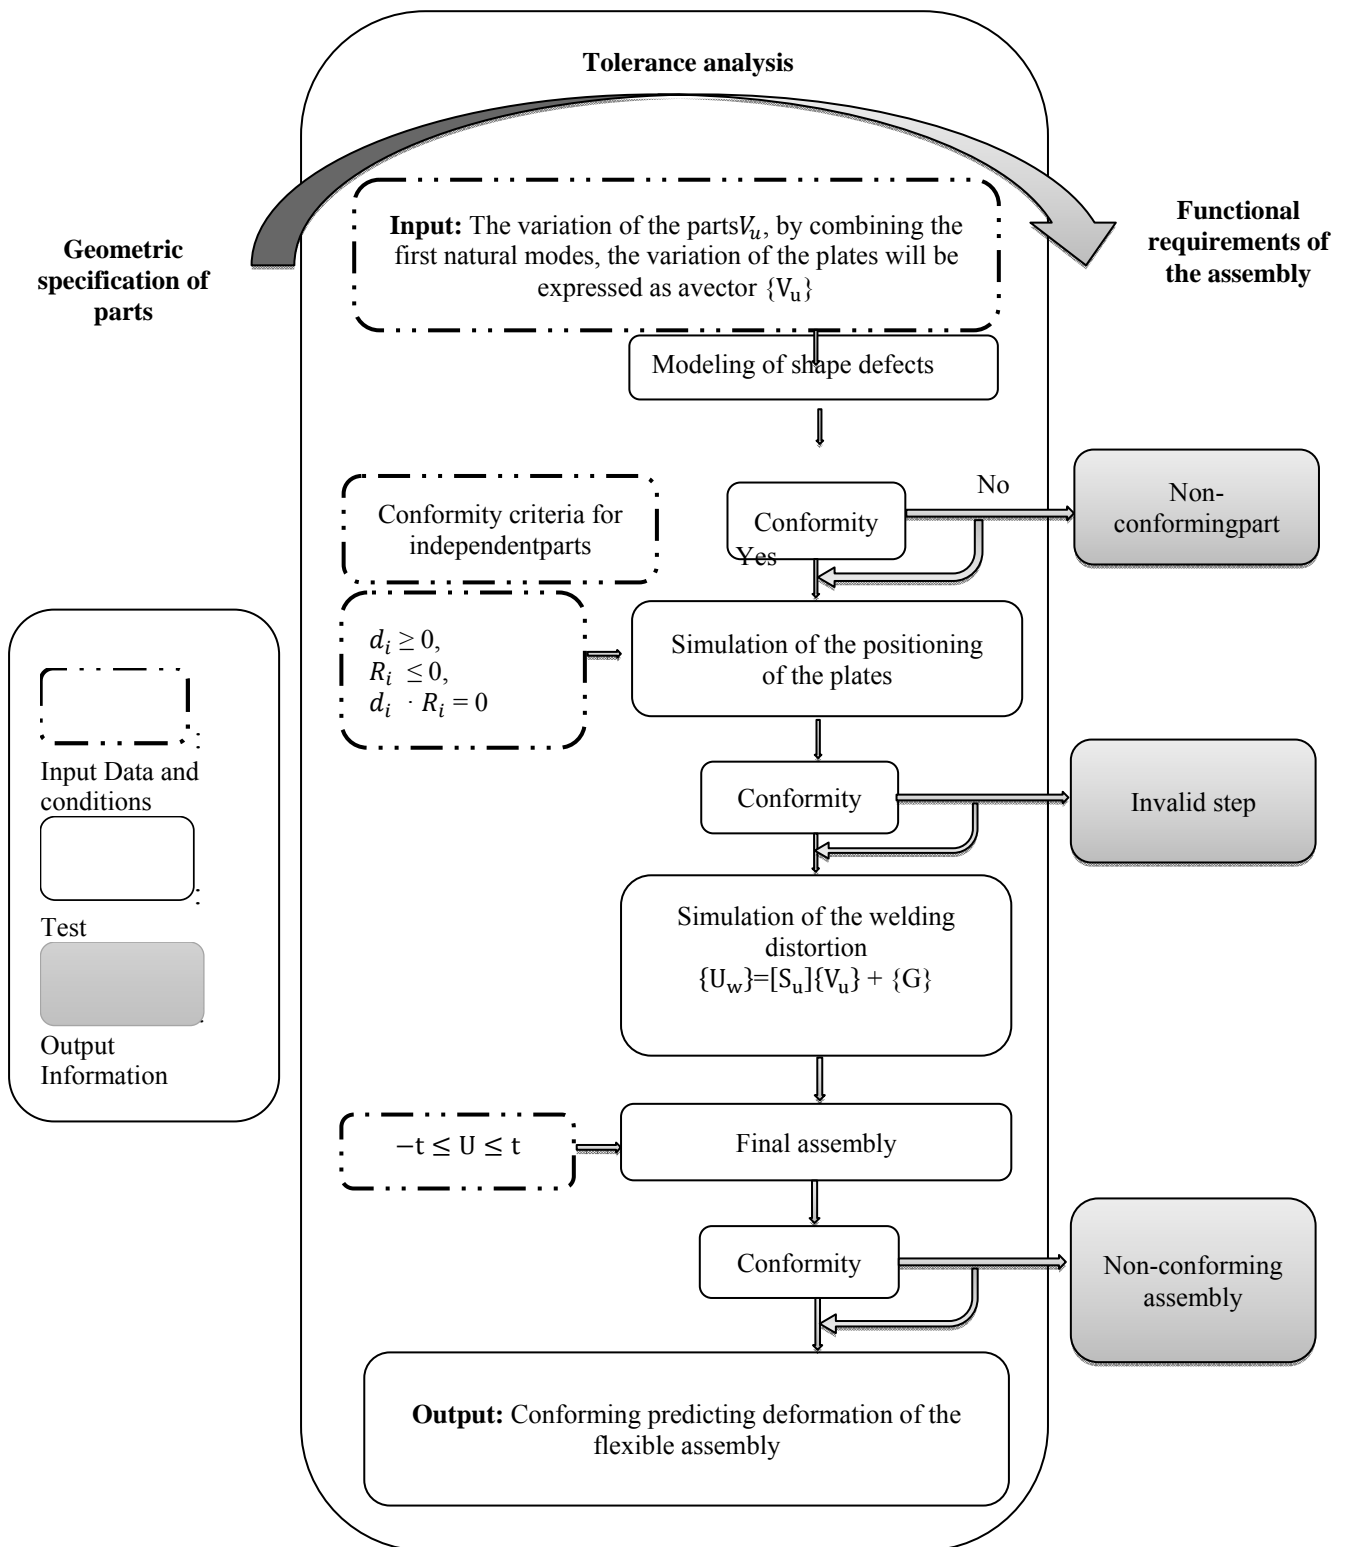 Tolerance analysis
Geometric
specification of
parts
Input: The variation of the parts𝑉ᵤ, by combining the
first natural modes, the variation of the plates will be
expressed as avector {Vᵤ}
Functional
requirements of
the assembly
Modeling of shape defects
Conformity criteria for
independentparts
Conformity
Yes
No
Non-
conformingpart
𝑑ᵢ ≥ 0,
𝑅ᵢ ≤ 0,
𝑑ᵢ · 𝑅ᵢ = 0
Simulation of the positioning
of the plates
Conformity
Invalid step
:
Input Data and
conditions
:
Test
:
Output
Information
Simulation of the welding
distortion
{U_w}=[Sᵤ]{Vᵤ} + {G}
−t ≤ U ≤ t
Final assembly
Conformity
Non-conforming
assembly
Output: Conforming predicting deformation of the
flexible assembly